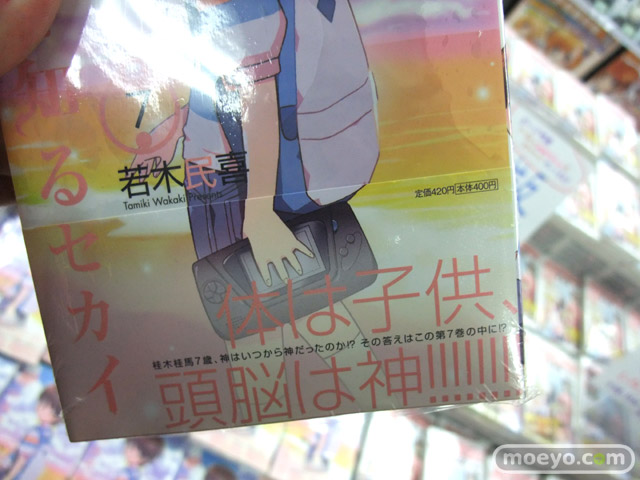 知るセカイ
7
若木民喜
Tamiki Wakaki Presents
定価420円 本体400円
体は子供、
桂木桂馬7歳、神はいつから神だったのか!? その答えはこの第7巻の中に!?
頭脳は神!!!!!!!
moeyo.com